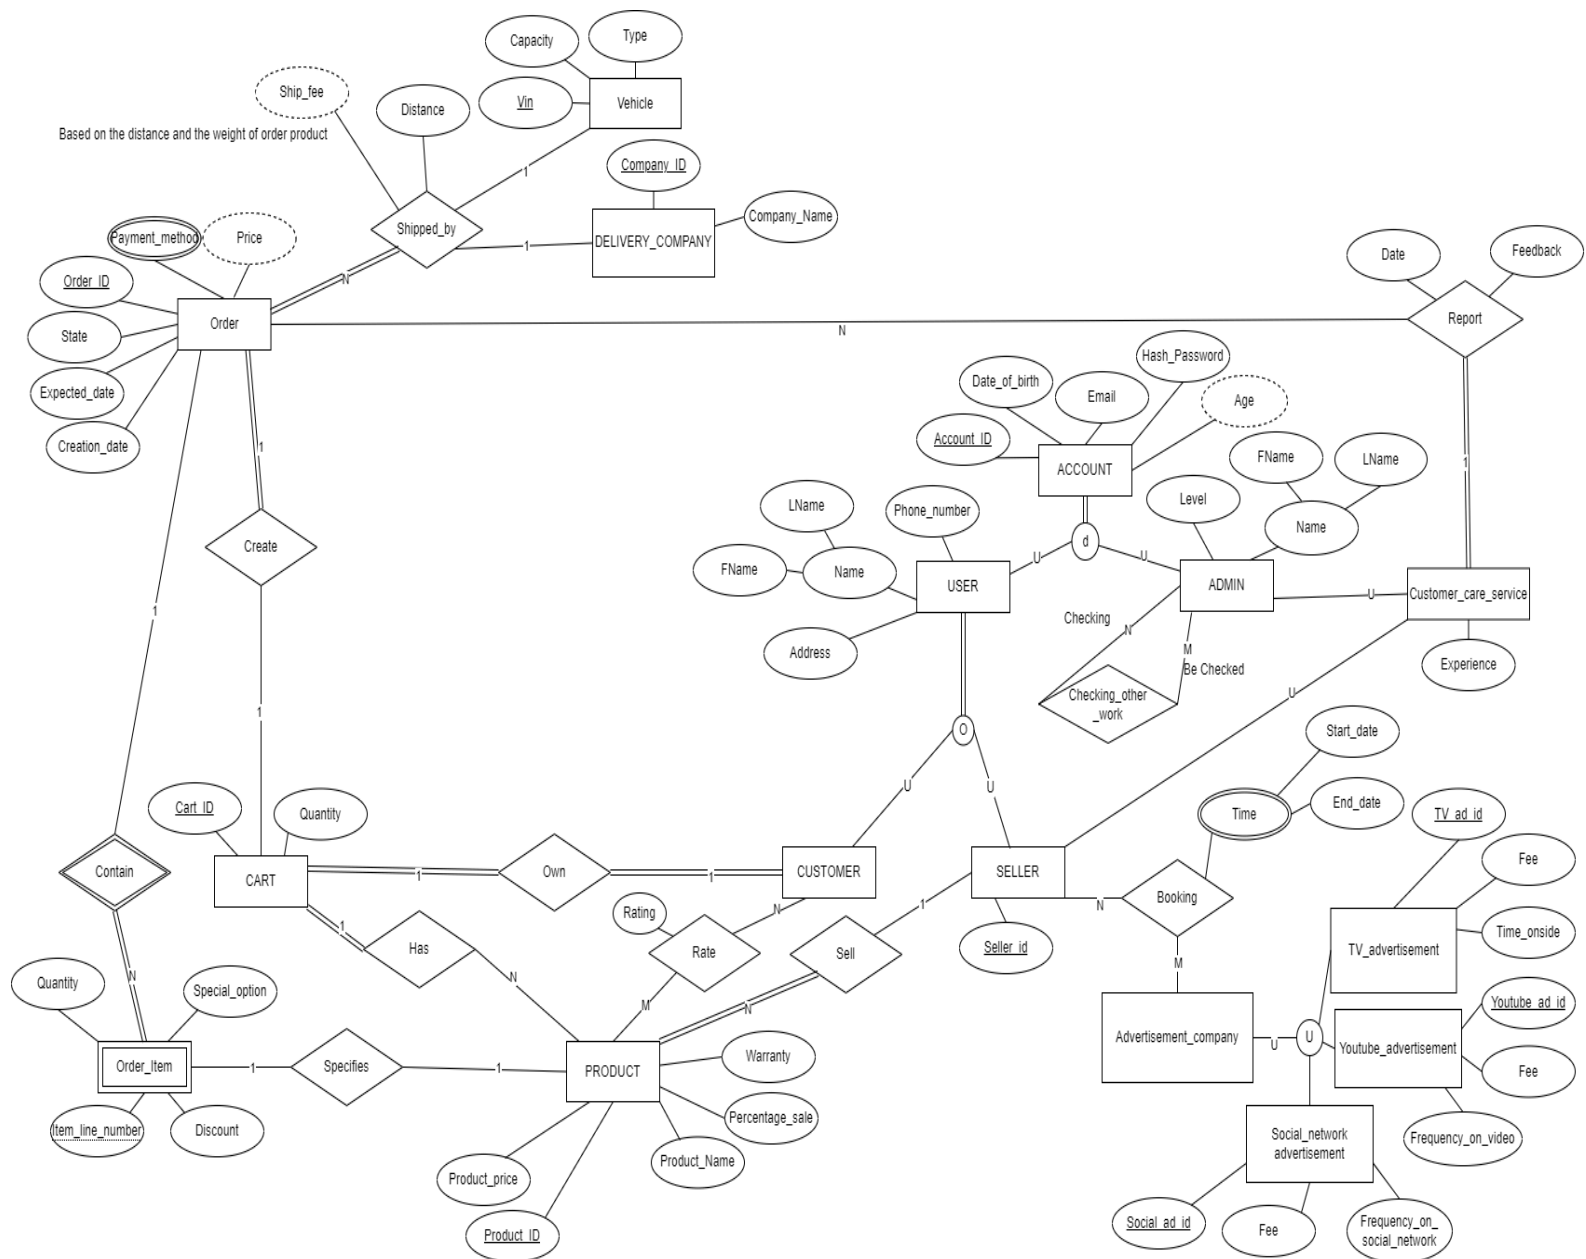 Capacity
Type
Ship_fee
Distance
Vin
Vehicle
Based on the distance and the weight of order product
1
Company_ID
Company_Name
Shipped_by
1
DELIVERY_COMPANY
Payment_method
Price
Date
Feedback
N
Order_ID
Order
State
N
Report
Expected_date
Creation_date
Hash_Password
Date_of_birth
Email
Age
Account_ID
ACCOUNT
1
FName
LName
1
Level
Name
LName
Phone_number
Create
d
U
U
FName
Name
USER
ADMIN
U
Customer_care_service
1
Checking
N
M
Be Checked
Address
Experience
Checking_other
_work
U
1
O
Start_date
U
U
Cart_ID
Quantity
Time
End_date
TV_ad_id
Contain
CART
1
Own
1
CUSTOMER
SELLER
Fee
N
Booking
1
N
1
Rating
Has
Rate
Sell
Seller_id
TV_advertisement
Time_onside
N
Quantity
Special_option
N
M
N
M
Youtube_ad_id
Advertisement_company
U
U
Youtube_advertisement
Warranty
Order_Item
1
Specifies
1
PRODUCT
Fee
Item_line_number
Discount
Percentage_sale
Social_network
advertisement
Frequency_on_video
Product_price
Product_Name
Product_ID
Social_ad_id
Fee
Frequency_on_
social_network